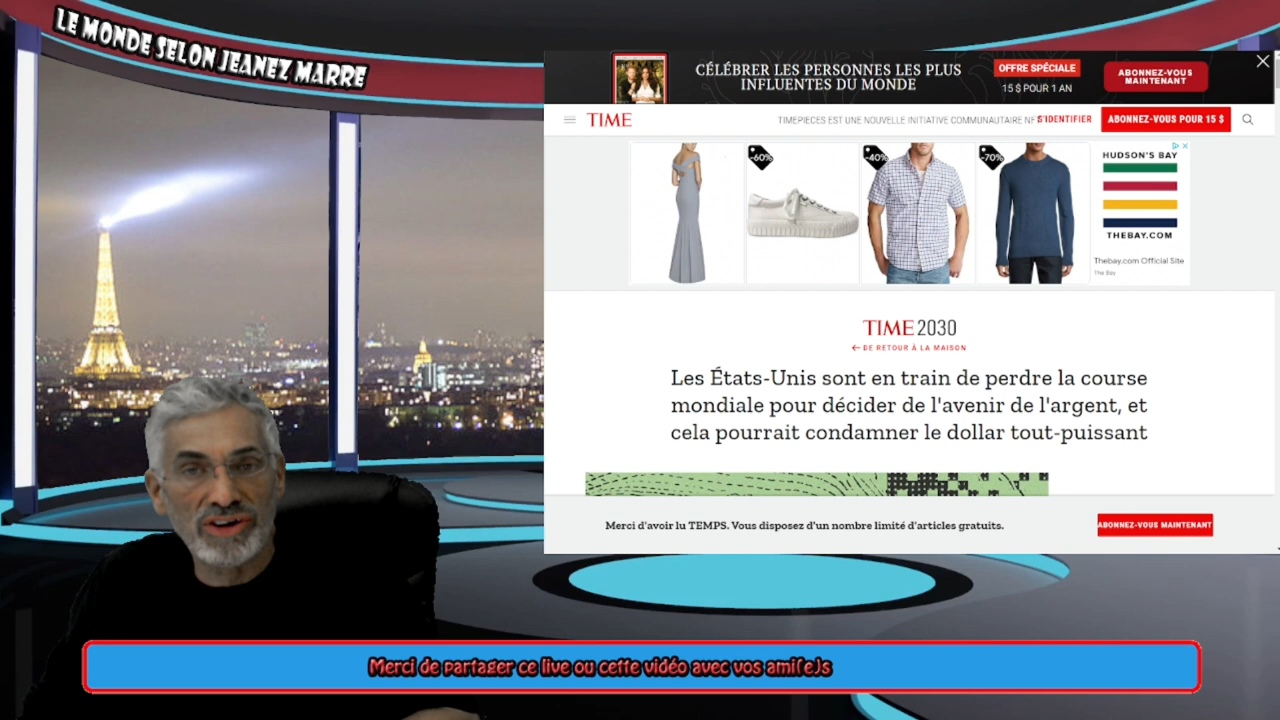 LE MONDE SELON JEANEZ MARRE
CÉLÉBRER LES PERSONNES LES PLUS
INFLUENTES DU MONDE
OFFRE SPÉCIALE
15 $ POUR 1 AN
ABONNEZ-VOUS
MAINTENANT
TIME
TIMEPIECES EST UNE NOUVELLE INITIATIVE COMMUNAUTAIRE NF
S'IDENTIFIER
ABONNEZ-VOUS POUR 15 $
-60%
-40%
-70%
HUDSON'S BAY
THEBAY.COM
Thebay.com Official Site
The Bay
TIME 2030
DE RETOUR À LA MAISON
Les États-Unis sont en train de perdre la course
mondiale pour décider de l'avenir de l'argent, et
cela pourrait condamner le dollar tout-puissant
Merci d'avoir lu TEMPS. Vous disposez d'un nombre limité d'articles gratuits.
ABONNEZ-VOUS MAINTENANT
Merci de partager ce live ou cette vidéo avec vos ami(e)s